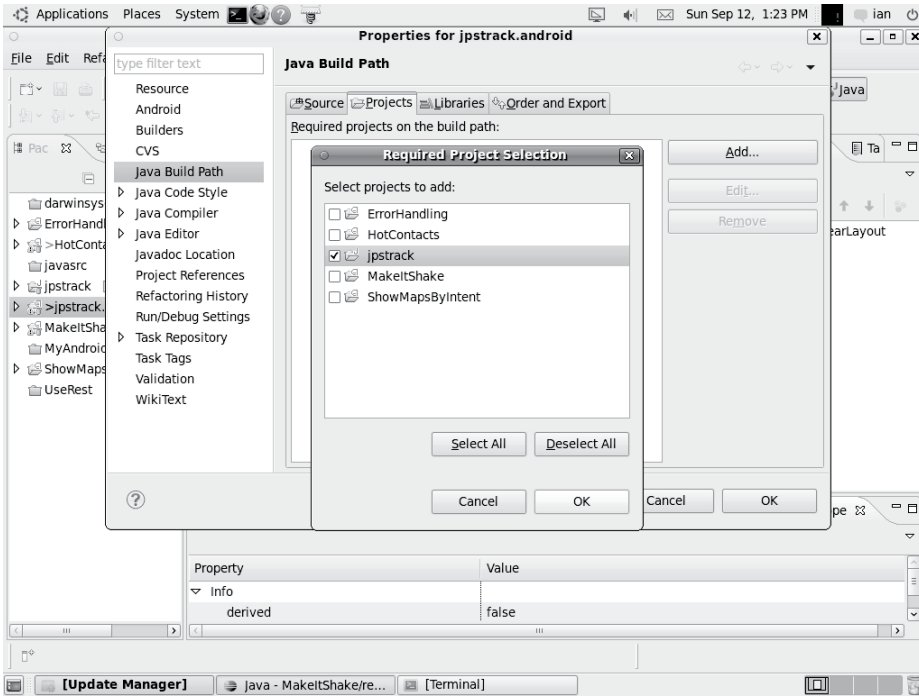 Applications Places System
Sun Sep 12, 1:23 PM
ian
Properties for jpstrack.android
File Edit Refa
type filter text
Java Build Path
Resource
Android
Builders
CVS
Java Build Path
Java Code Style
Java Compiler
Java Editor
Javadoc Location
Project References
Refactoring History
Run/Debug Settings
Task Repository
Task Tags
Validation
WikiText
Source Projects Libraries Order and Export
Required projects on the build path:
Add...
Edit...
Remove
Required Project Selection
Select projects to add:
ErrorHandling
HotContacts
jpstrack
MakeItShake
ShowMapsByIntent
Select All Deselect All
Cancel OK
Cancel OK
Java
Pac
Ta
darwinsys
ErrorHandl
>HotConta
javasrc
jpstrack
>jpstrack.
MakeItSha
MyAndroid
ShowMaps
UseRest
earLayout
pe
Property Value
Info
derived false
[Update Manager] Java - MakeItShake/re... [Terminal]